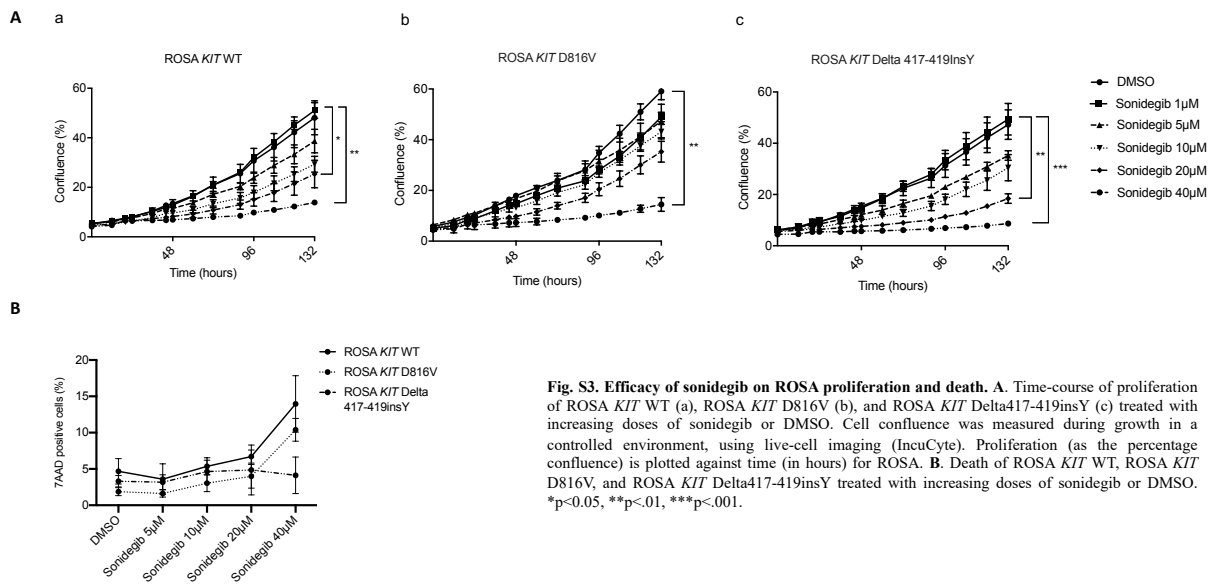 A
a
b
c
ROSA KIT WT
ROSA KIT D816V
ROSA KIT Delta 417-419InsY
60
40
20
0
Confluence (%)
48
96
132
Time (hours)
*
**
60
40
20
0
Confluence (%)
48
96
132
Time (hours)
**
60
40
20
0
Confluence (%)
48
96
132
Time (hours)
**
***
DMSO
Sonidegib 1µM
Sonidegib 5µM
Sonidegib 10µM
Sonidegib 20µM
Sonidegib 40µM
B
20
15
10
5
0
7AAD positive cells (%)
DMSO
Sonidegib 5µM
Sonidegib 10µM
Sonidegib 20µM
Sonidegib 40µM
ROSA KIT WT
ROSA KIT D816V
ROSA KIT Delta
417-419insY
Fig. S3. Efficacy of sonidegib on ROSA proliferation and death. A. Time-course of proliferation
of ROSA KIT WT (a), ROSA KIT D816V (b), and ROSA KIT Delta417-419insY (c) treated with
increasing doses of sonidegib or DMSO. Cell confluence was measured during growth in a
controlled environment, using live-cell imaging (IncuCyte). Proliferation (as the percentage
confluence) is plotted against time (in hours) for ROSA. B. Death of ROSA KIT WT, ROSA KIT
D816V, and ROSA KIT Delta417-419insY treated with increasing doses of sonidegib or DMSO.
*p<0.05, **p<.01, ***p<.001.